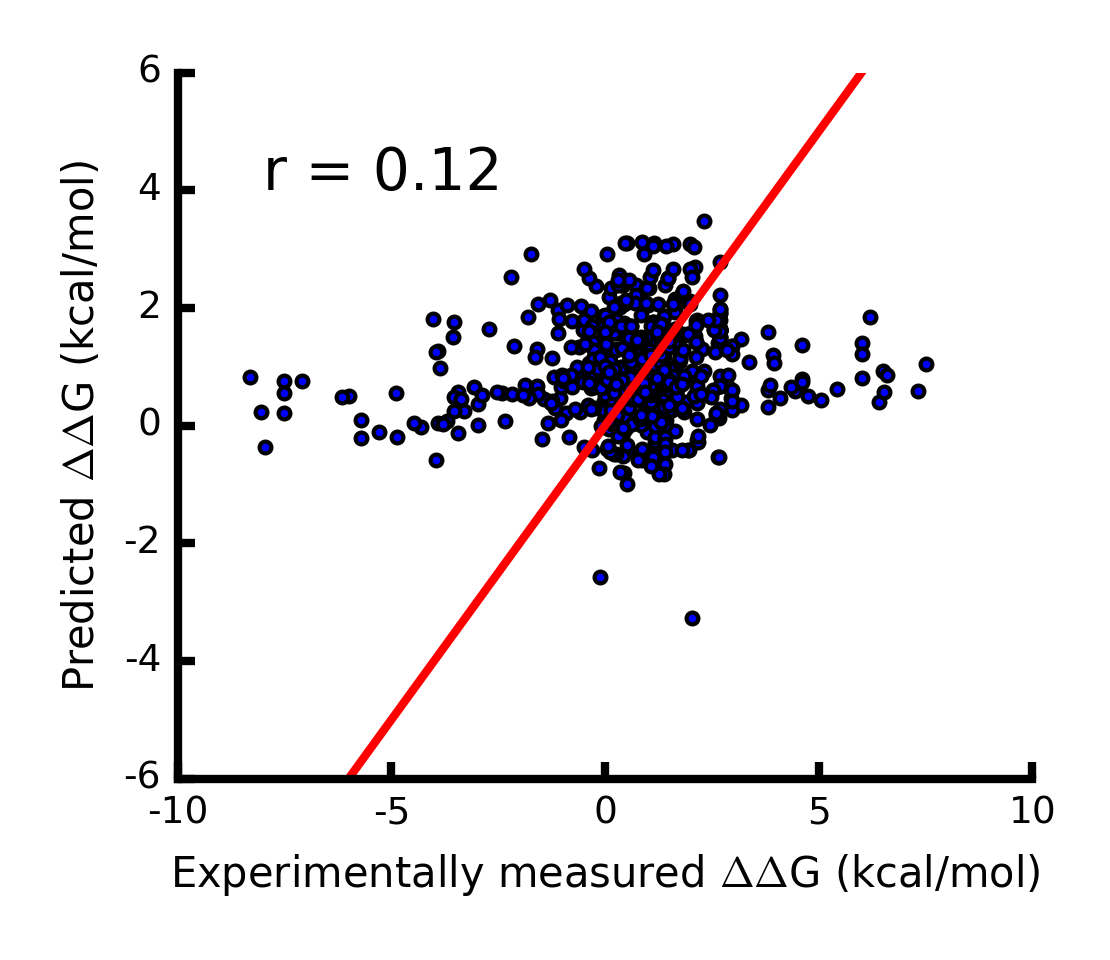 6
r = 0.12
4
2
0
-2
-4
-6
Predicted ΔΔG (kcal/mol)
-10 -5 0 5 10
Experimentally measured ΔΔG (kcal/mol)